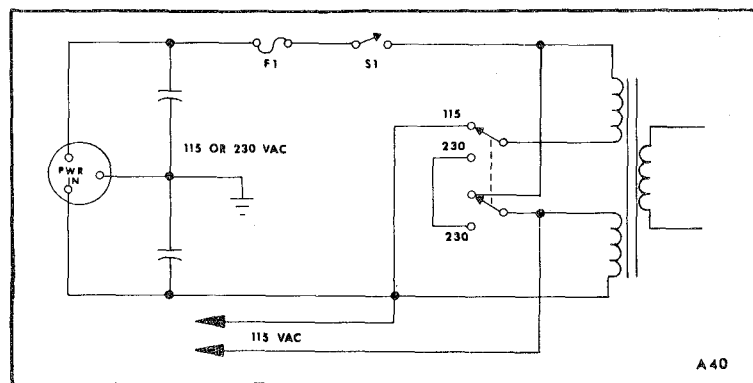 F1
S1
115
115 OR 230 VAC
230
PWR
IN
230
115 VAC
A40